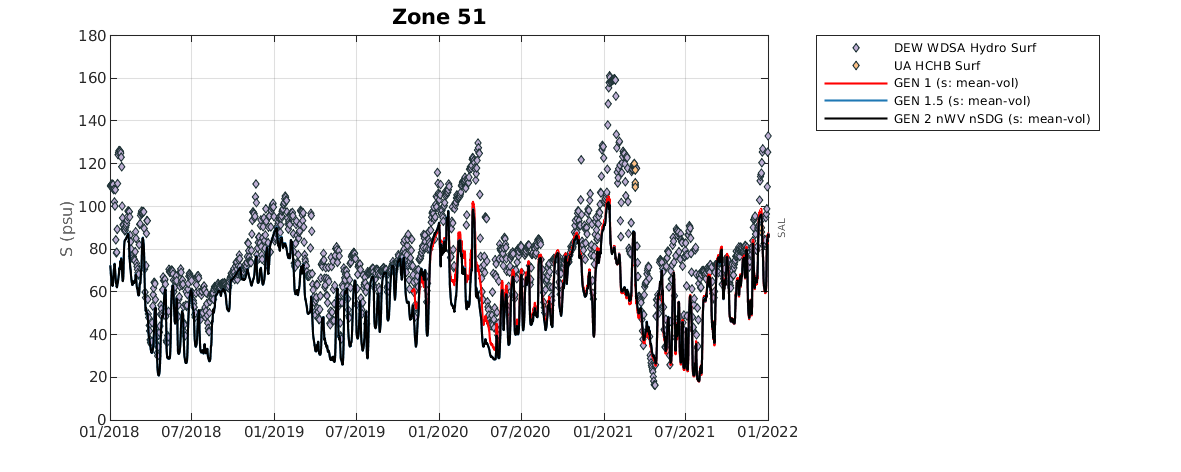 Zone 51
180
160
140
120
100
80
60
40
20
0
S (psu)
01/2018 07/2018 01/2019 07/2019 01/2020 07/2020 01/2021 07/2021 01/2022
SAL
DEW WDSA Hydro Surf
UA HCHB Surf
GEN 1 (s: mean-vol)
GEN 1.5 (s: mean-vol)
GEN 2 nWV nSDG (s: mean-vol)